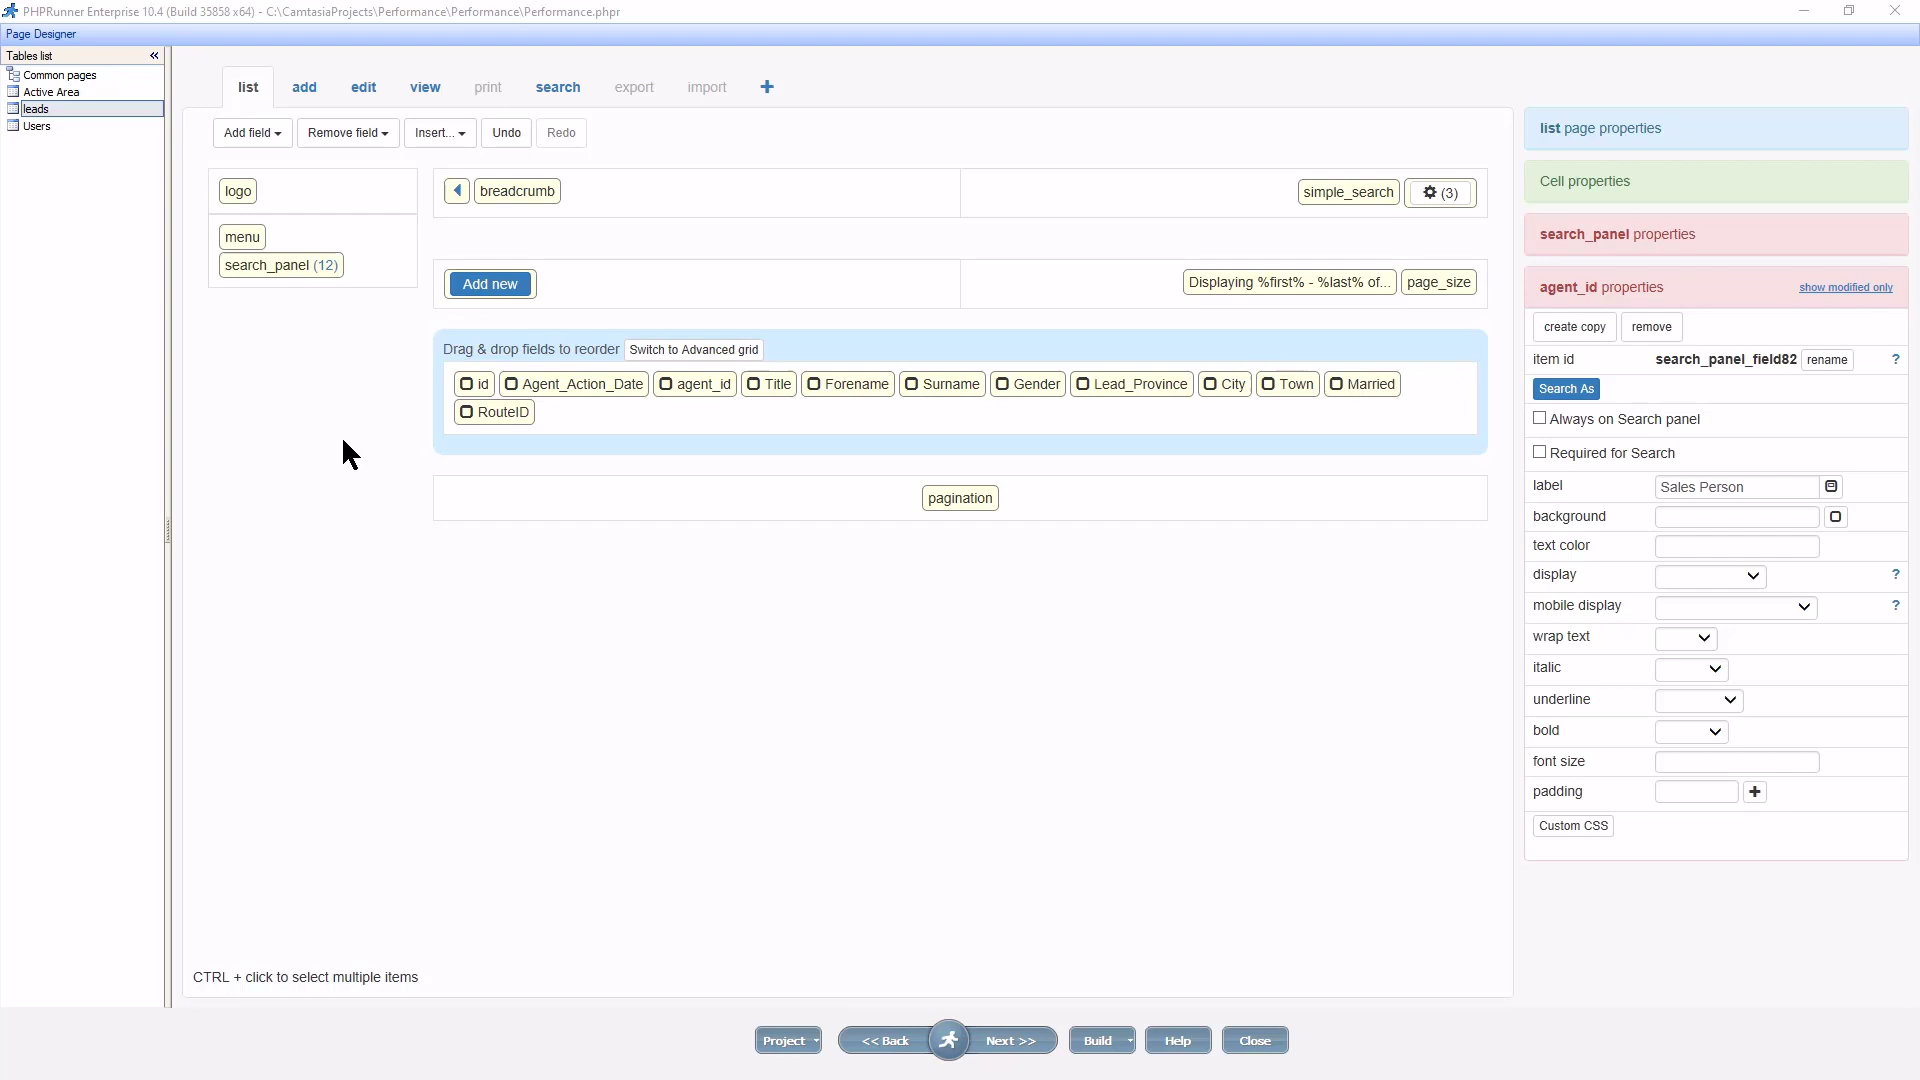 PHPRunner Enterprise 10.4 (Build 35858 x64) - C:\CamtasiaProjects\Performance\Performance\Performance.phpr
Page Designer
Tables list
Common pages
Active Area
leads
Users
list add edit view print search export import
Add field Remove field Insert... Undo Redo
logo
menu
search_panel (12)
breadcrumb
simple_search (3)
Add new
Displaying %first% - %last% of... page_size
Drag & drop fields to reorder Switch to Advanced grid
id Agent_Action_Date agent_id Title Forename Surname Gender Lead_Province City Town Married
RouteID
pagination
CTRL + click to select multiple items
list page properties
Cell properties
search_panel properties
agent_id properties show modified only
create copy remove
item id search_panel_field82 rename ?
Search As
Always on Search panel
Required for Search
label Sales Person
background
text color
display ?
mobile display ?
wrap text
italic
underline
bold
font size
padding
Custom CSS
Project << Back Next >> Build Help Close